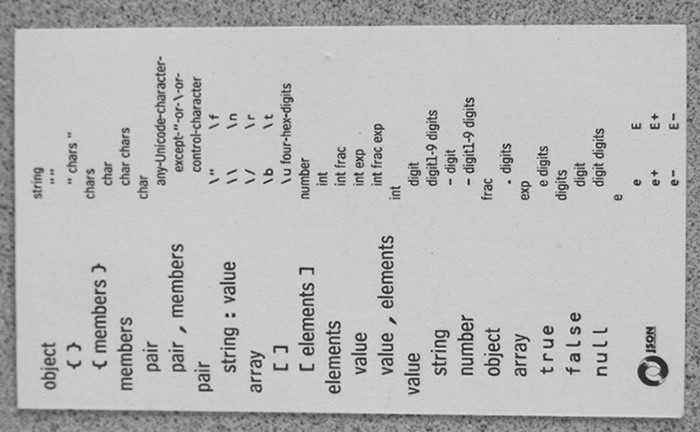 object
{ }
{ members }
members
pair
pair , members
pair
string : value
array
[ ]
[ elements ]
elements
value
value , elements
value
string
number
object
array
true
false
null
JSON
string
" "
" chars "
chars
char
char chars
char
any-Unicode-character-
except-"-or-\-or-
control-character
\" \f
\\ \n
\/ \r
\b \t
\u four-hex-digits
number
int
int frac
int exp
int frac exp
int
digit
digit1-9 digits
- digit
- digit1-9 digits
frac
. digits
exp
e digits
digits
digit
digit digits
e
e E
e+ E+
e- E-